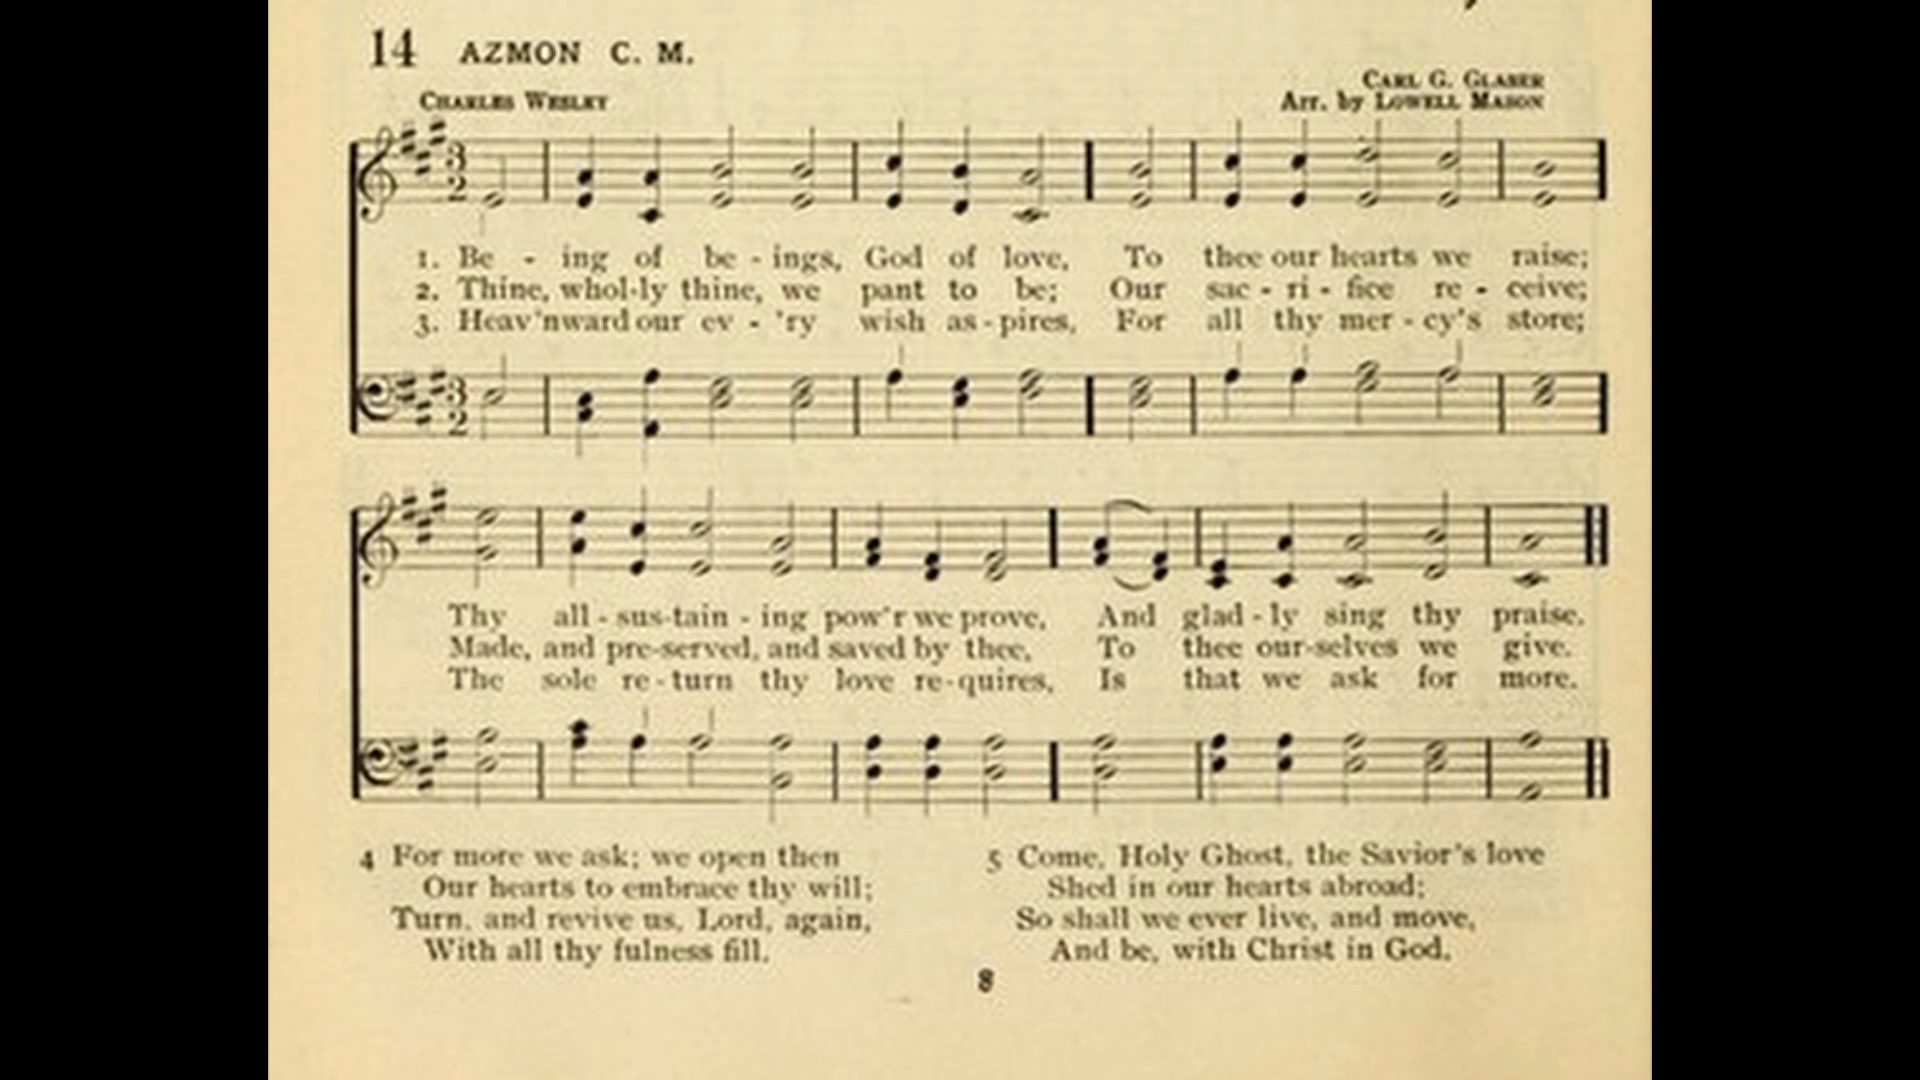 14 AZMON C. M.
CARL G. GLASER
CHARLES WESLEY Arr. by LOWELL MASON
3 2
1. Be - ing of be - ings, God of love, To thee our hearts we raise;
2. Thine, whol-ly thine, we pant to be; Our sac - ri - fice re - ceive;
3. Heav'nward our ev - 'ry wish as - pires, For all thy mer - cy's store;
3 2
Thy all - sus-tain - ing pow'r we prove, And glad - ly sing thy praise.
Made, and pre-served, and saved by thee, To thee our-selves we give.
The sole re - turn thy love re-quires, Is that we ask for more.
4 For more we ask; we open then
Our hearts to embrace thy will;
Turn, and revive us, Lord, again,
With all thy fulness fill.
5 Come, Holy Ghost, the Savior's love
Shed in our hearts abroad;
So shall we ever live, and move,
And be, with Christ in God.
8